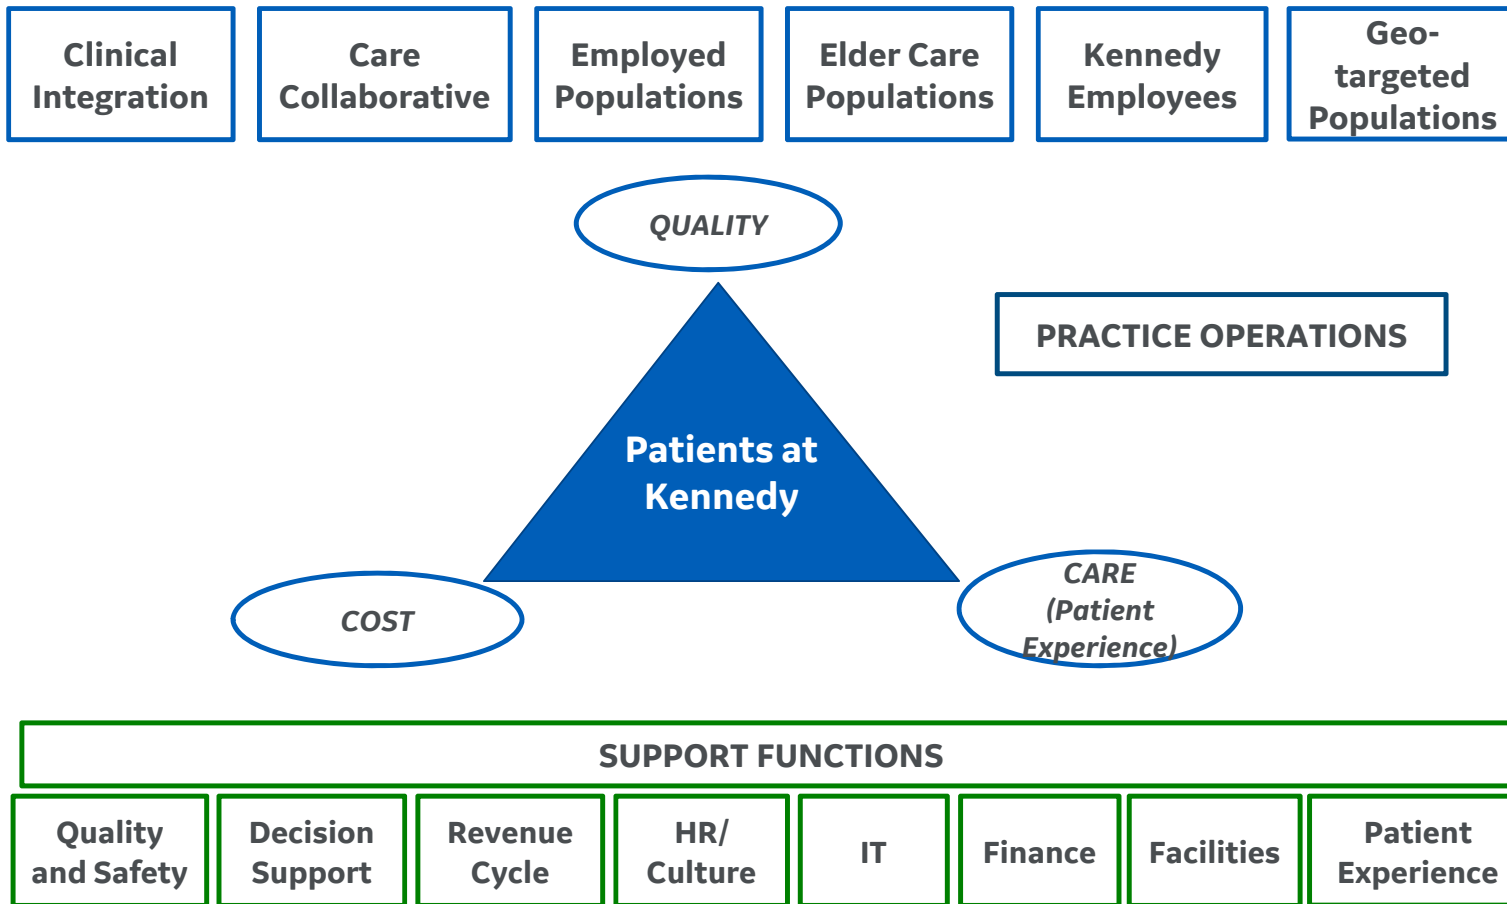 Clinical
Integration
Care
Collaborative
Employed
Populations
Elder Care
Populations
Kennedy
Employees
Geo-
targeted
Populations
QUALITY
PRACTICE OPERATIONS
Patients at
Kennedy
COST
CARE
(Patient
Experience)
SUPPORT FUNCTIONS
Quality
and Safety
Decision
Support
Revenue
Cycle
HR/
Culture
IT
Finance
Facilities
Patient
Experience